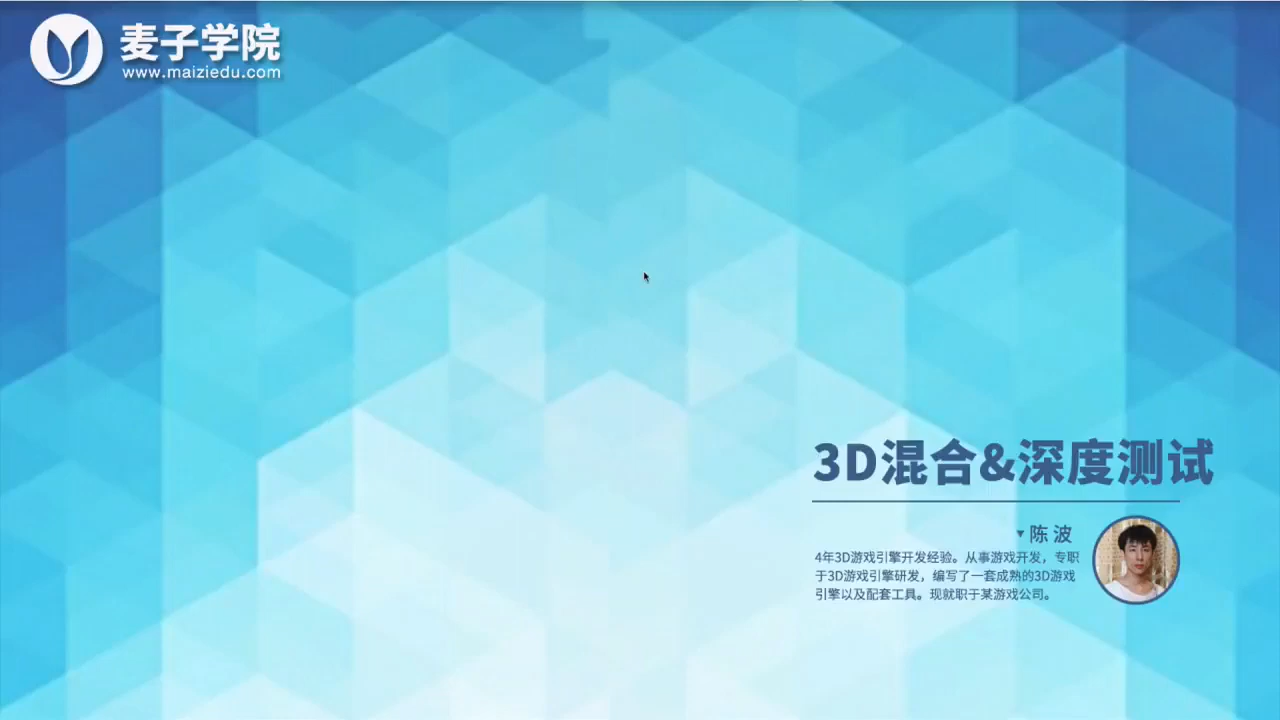 麦子学院
www.maiziedu.com
3D混合&深度测试
陈波
4年3D游戏引擎开发经验。从事游戏开发，专职
于3D游戏引擎研发，编写了一套成熟的3D游戏
引擎以及配套工具。现就职于某游戏公司。